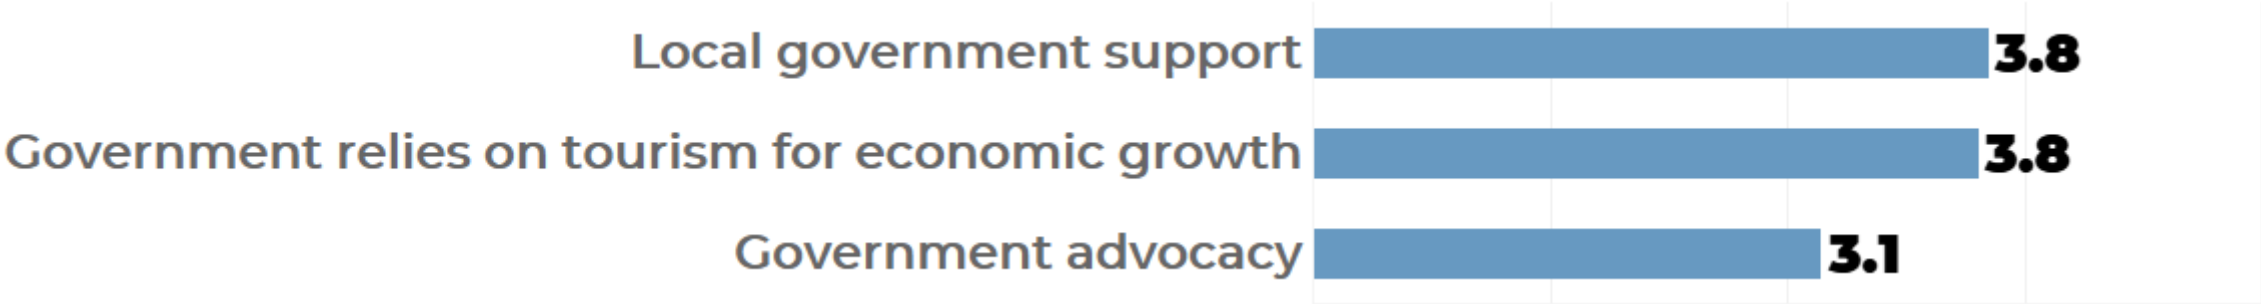 Local government support 3.8
Government relies on tourism for economic growth 3.8
Government advocacy 3.1